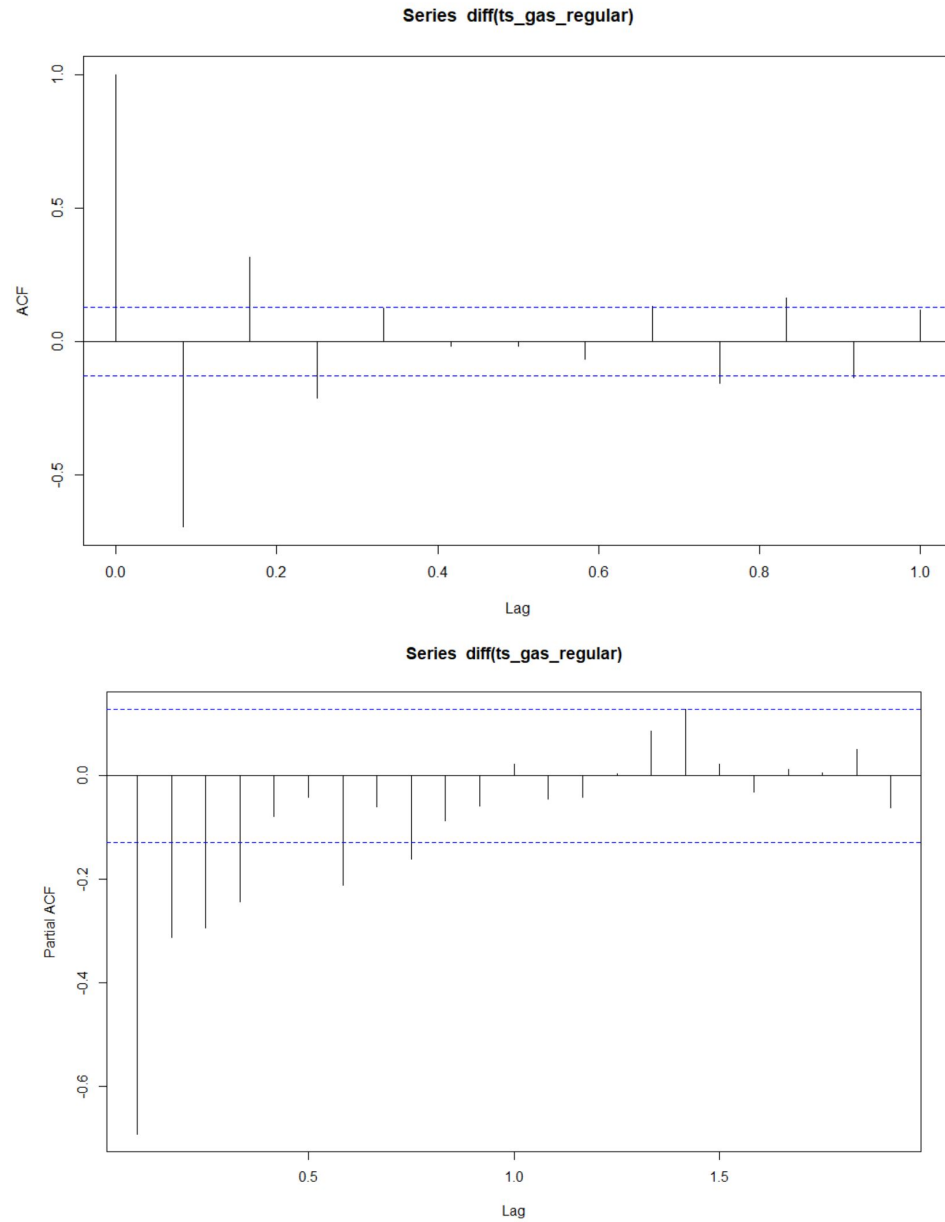 Series diff(ts_gas_regular)
1.0
0.5
0.0
-0.5
ACF
0.0 0.2 0.4 0.6 0.8 1.0
Lag
Series diff(ts_gas_regular)
0.0
-0.2
-0.4
-0.6
Partial ACF
0.5 1.0 1.5
Lag